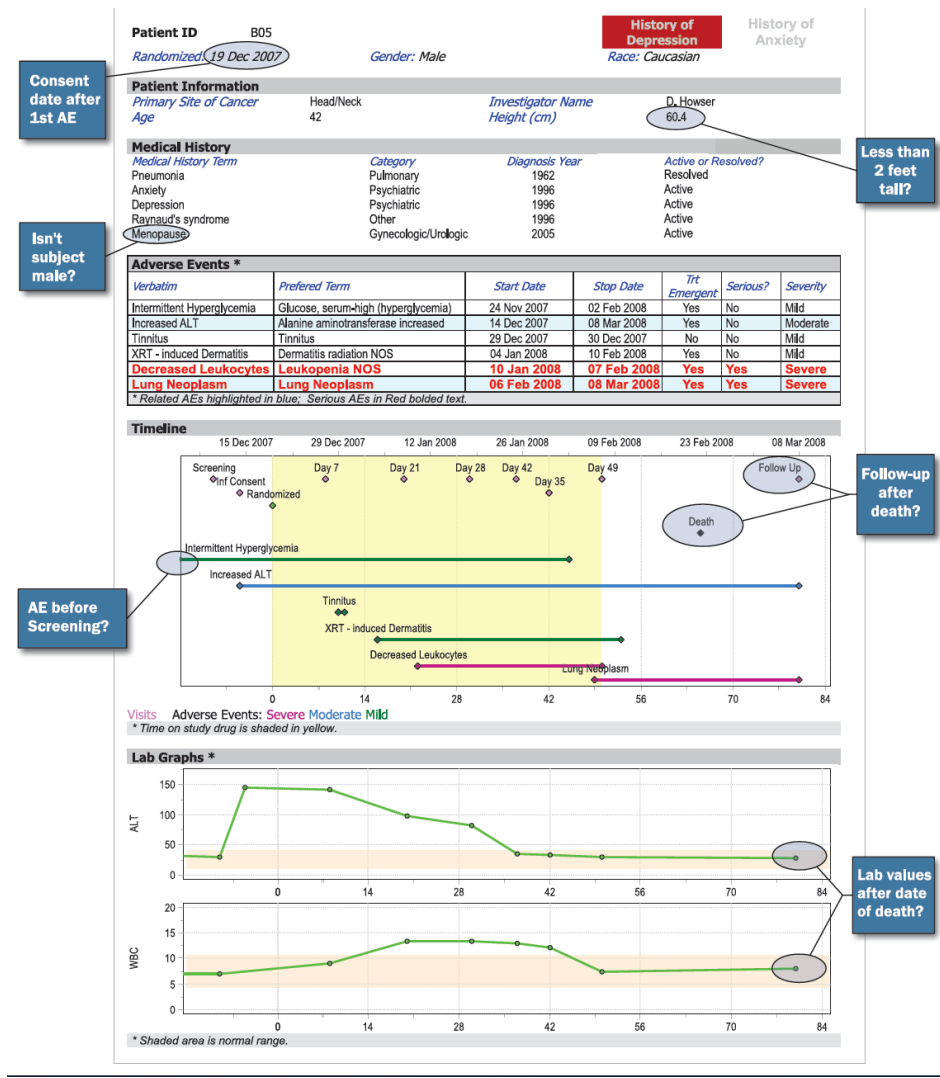 Patient ID B05
History of
Depression
History of
Anxiety
Randomized: 19 Dec 2007 Gender: Male Race: Caucasian
Consent
date after
1st AE
Patient Information
Primary Site of Cancer Head/Neck Investigator Name D. Howser
Age 42 Height (cm) 60.4
Less than
2 feet
tall?
Medical History
Medical History Term Category Diagnosis Year Active or Resolved?
Pneumonia Pulmonary 1962 Resolved
Anxiety Psychiatric 1996 Active
Depression Psychiatric 1996 Active
Raynaud's syndrome Other 1996 Active
Menopause Gynecologic/Urologic 2005 Active
Isn't
subject
male?
Adverse Events *
Verbatim Prefered Term Start Date Stop Date Trt Emergent Serious? Severity
Intermittent Hyperglycemia Glucose, serum-high (hyperglycemia) 24 Nov 2007 02 Feb 2008 Yes No Mild
Increased ALT Alanine aminotransferase increased 14 Dec 2007 08 Mar 2008 Yes No Moderate
Tinnitus Tinnitus 29 Dec 2007 30 Dec 2007 No No Mild
XRT - induced Dermatitis Dermatitis radiation NOS 04 Jan 2008 10 Feb 2008 Yes No Mild
Decreased Leukocytes Leukopenia NOS 10 Jan 2008 07 Feb 2008 Yes Yes Severe
Lung Neoplasm Lung Neoplasm 06 Feb 2008 08 Mar 2008 Yes Yes Severe
* Related AEs highlighted in blue; Serious AEs in Red bolded text.
Timeline
15 Dec 2007 29 Dec 2007 12 Jan 2008 26 Jan 2008 09 Feb 2008 23 Feb 2008 08 Mar 2008
Screening Day 7 Day 21 Day 28 Day 42 Day 49 Follow Up
Inf Consent Day 35
Randomized
Follow-up
after
death?
Death
Intermittent Hyperglycemia
Increased ALT
AE before
Screening?
Tinnitus
XRT - induced Dermatitis
Decreased Leukocytes
Lung Neoplasm
0 14 28 42 56 70 84
Visits Adverse Events: Severe Moderate Mild
* Time on study drug is shaded in yellow.
Lab Graphs *
ALT
150
100
50
0
0 14 28 42 56 70 84
Lab values
after date
of death?
WBC
20
15
10
5
0
0 14 28 42 56 70 84
* Shaded area is normal range.